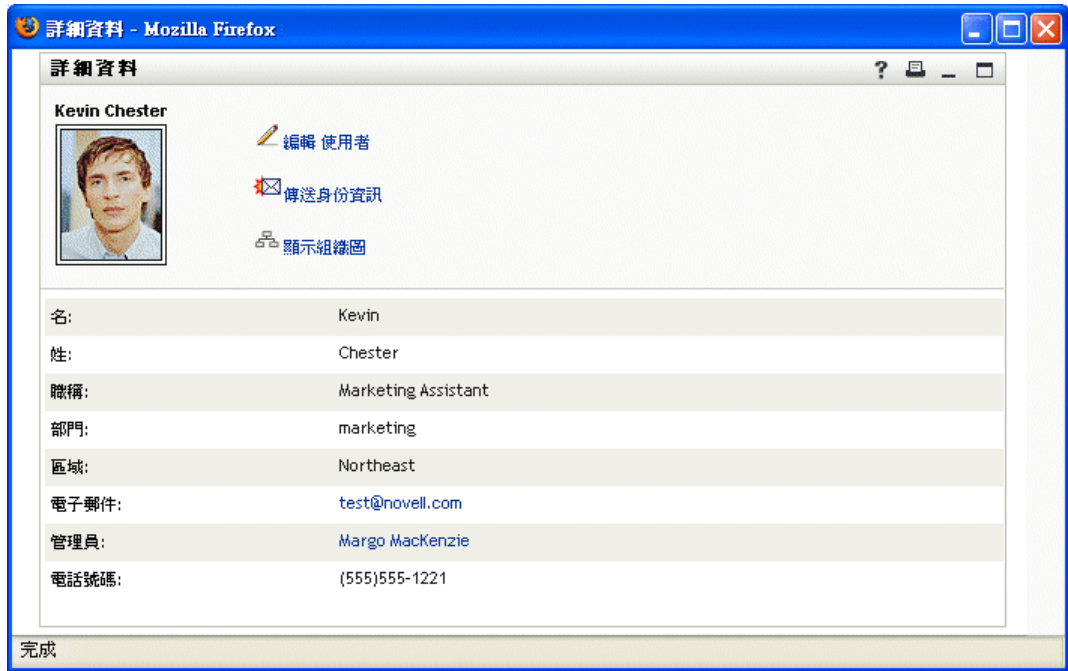 詳細資料 - Mozilla Firefox
詳細資料
Kevin Chester
編輯 使用者
傳送身份資訊
顯示組織圖
名: Kevin
姓: Chester
職稱: Marketing Assistant
部門: marketing
區域: Northeast
電子郵件: test@novell.com
管理員: Margo MacKenzie
電話號碼: (555)555-1221
完成